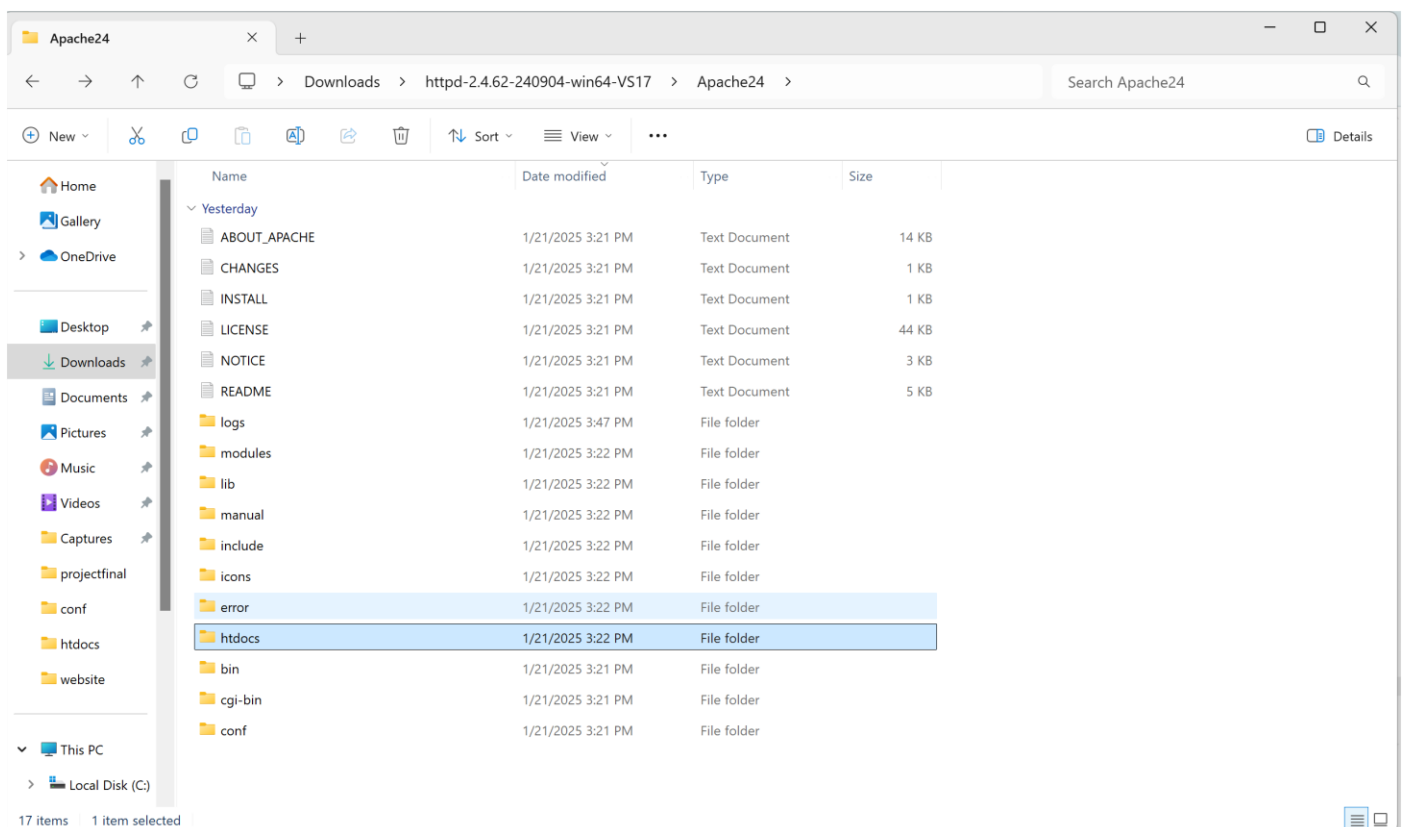 Apache24
Downloads > httpd-2.4.62-240904-win64-VS17 > Apache24 >
Search Apache24
New
Sort
View
Details
Home
Gallery
OneDrive
Desktop
Downloads
Documents
Pictures
Music
Videos
Captures
projectfinal
conf
htdocs
website
This PC
Local Disk (C:)
Name Date modified Type Size
Yesterday
ABOUT_APACHE 1/21/2025 3:21 PM Text Document 14 KB
CHANGES 1/21/2025 3:21 PM Text Document 1 KB
INSTALL 1/21/2025 3:21 PM Text Document 1 KB
LICENSE 1/21/2025 3:21 PM Text Document 44 KB
NOTICE 1/21/2025 3:21 PM Text Document 3 KB
README 1/21/2025 3:21 PM Text Document 5 KB
logs 1/21/2025 3:47 PM File folder
modules 1/21/2025 3:22 PM File folder
lib 1/21/2025 3:22 PM File folder
manual 1/21/2025 3:22 PM File folder
include 1/21/2025 3:22 PM File folder
icons 1/21/2025 3:22 PM File folder
error 1/21/2025 3:22 PM File folder
htdocs 1/21/2025 3:22 PM File folder
bin 1/21/2025 3:21 PM File folder
cgi-bin 1/21/2025 3:21 PM File folder
conf 1/21/2025 3:21 PM File folder
17 items 1 item selected